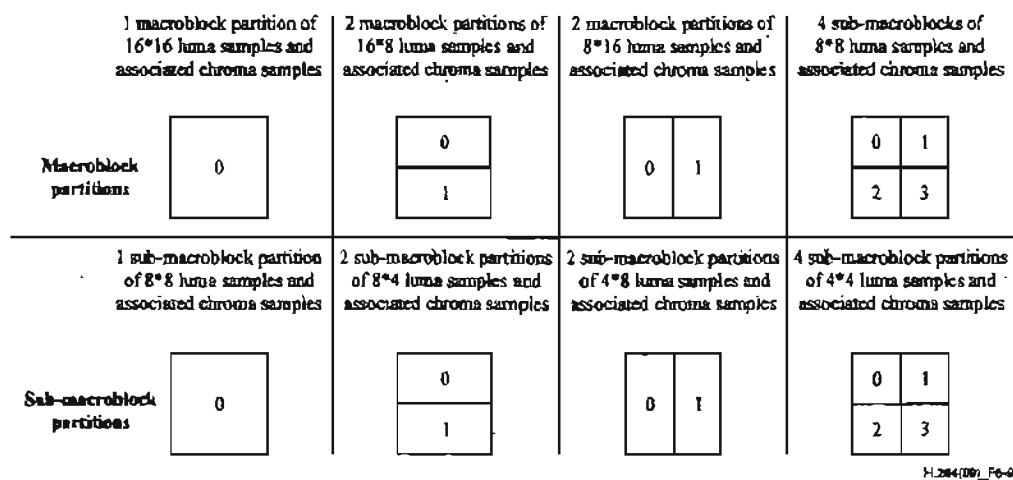 1 macroblock partition of
16*16 luma samples and
associated chroma samples
2 macroblock partitions of
16*8 luma samples and
associated chroma samples
2 macroblock partitions of
8*16 luma samples and
associated chroma samples
4 sub-macroblocks of
8*8 luma samples and
associated chroma samples
Macroblock
partitions
0
0
1
0 1
0 1
2 3
1 sub-macroblock partition
of 8*8 luma samples and
associated chroma samples
2 sub-macroblock partitions
of 8*4 luma samples and
associated chroma samples
2 sub-macroblock partitions
of 4*8 luma samples and
associated chroma samples
4 sub-macroblock partitions
of 4*4 luma samples and
associated chroma samples
Sub-macroblock
partitions
0
0
1
0 1
0 1
2 3
H.264(09)_F6-9